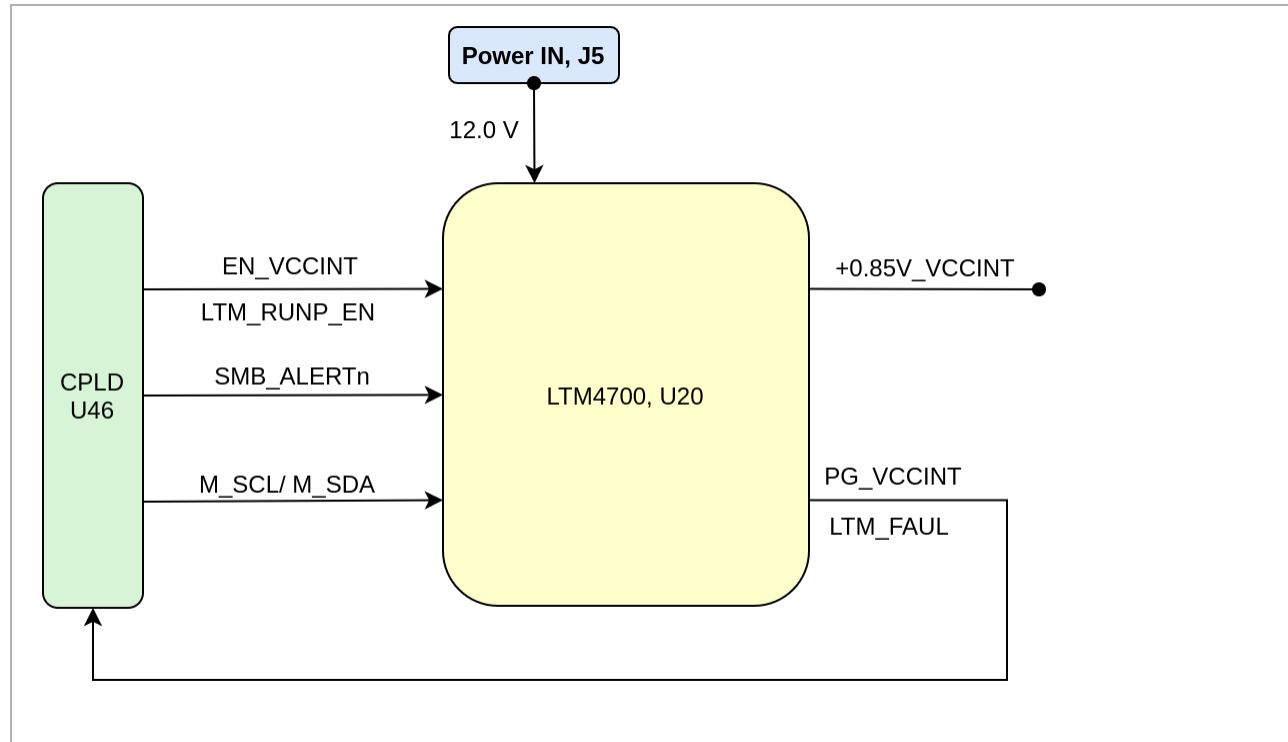 Power IN, J5
12.0 V
EN_VCCINT
LTM_RUNP_EN
SMB_ALERTn
M_SCL/ M_SDA
CPLD
U46
LTM4700, U20
+0.85V_VCCINT
PG_VCCINT
LTM_FAUL